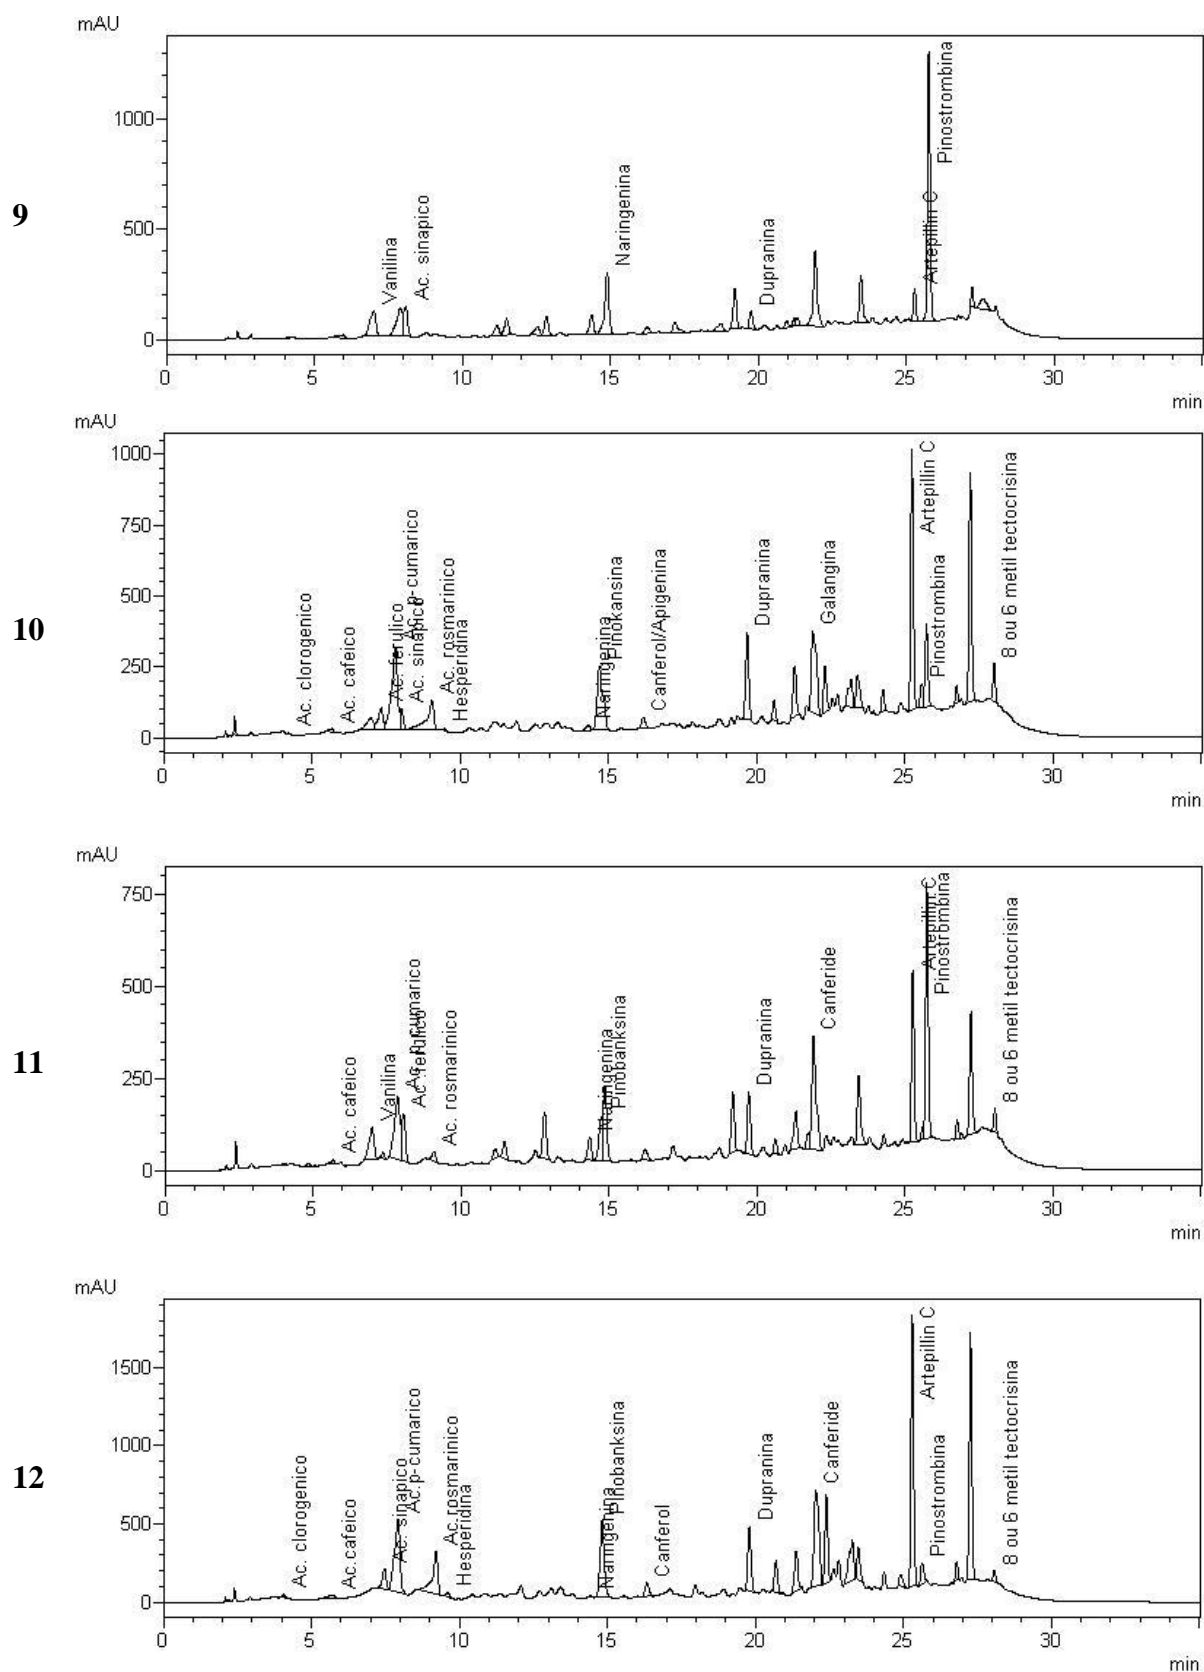 mAU
9
1000
500
0
Vanilina
Ac. sinapico
Naringenina
Dupranina
Artepillin C
Pinostrombina
0 5 10 15 20 25 30
min
mAU
10
1000
750
500
250
0
Ac. clorogenico
Ac. cafeico
Ac. ferulico
Ac. p-cumarico
Ac. sinapico
Ac. rosmarinico
Hesperidina
Naringenina
Pinokansina
Canferol/Apigenina
Dupranina
Galangina
Artepillin C
Pinostrombina
8 ou 6 metil tectocrisina
0 5 10 15 20 25 30
min
mAU
11
750
500
250
0
Ac. cafeico
Vanilina
Ac. p-cumarico
Ac. ferulico
Ac. rosmarinico
Naringenina
Pinobanksina
Dupranina
Canferide
Artepillin C
Pinostrombina
8 ou 6 metil tectocrisina
0 5 10 15 20 25 30
min
mAU
12
1500
1000
500
0
Ac. clorogenico
Ac.cafeico
Ac. sinapico
Ac.p-cumarico
Ac.rosmarinico
Hesperidina
Naringenina
Pinobanksina
Canferol
Dupranina
Canferide
Artepillin C
Pinostrombina
8 ou 6 metil tectocrisina
0 5 10 15 20 25 30
min